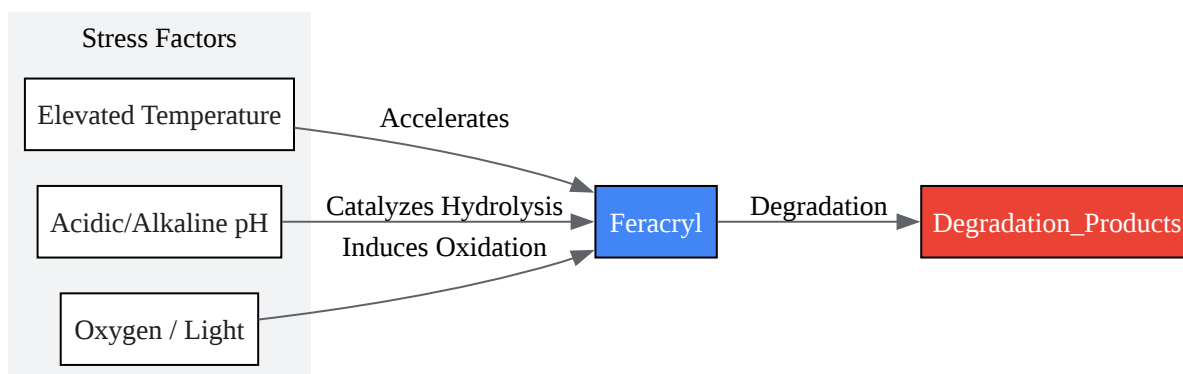 Stress Factors
Elevated Temperature
Accelerates
Acidic/Alkaline pH
Catalyzes Hydrolysis
Induces Oxidation
Oxygen / Light
Feracryl
Degradation
Degradation_Products